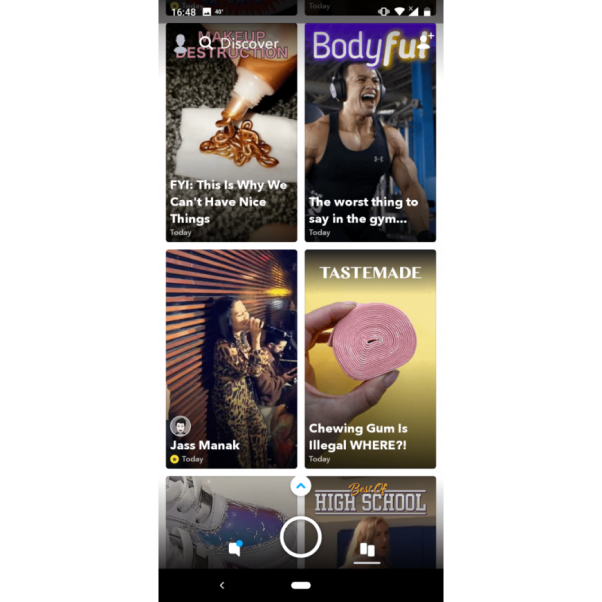 Today
Today
16:48
40°
MAKEUP
DESTRUCTION
Discover
FYI: This Is Why We
Can't Have Nice
Things
Today
Bodyful
The worst thing to
say in the gym...
Today
Jass Manak
Today
TASTEMADE
Chewing Gum Is
Illegal WHERE?!
Today
Best Of
HIGH SCHOOL